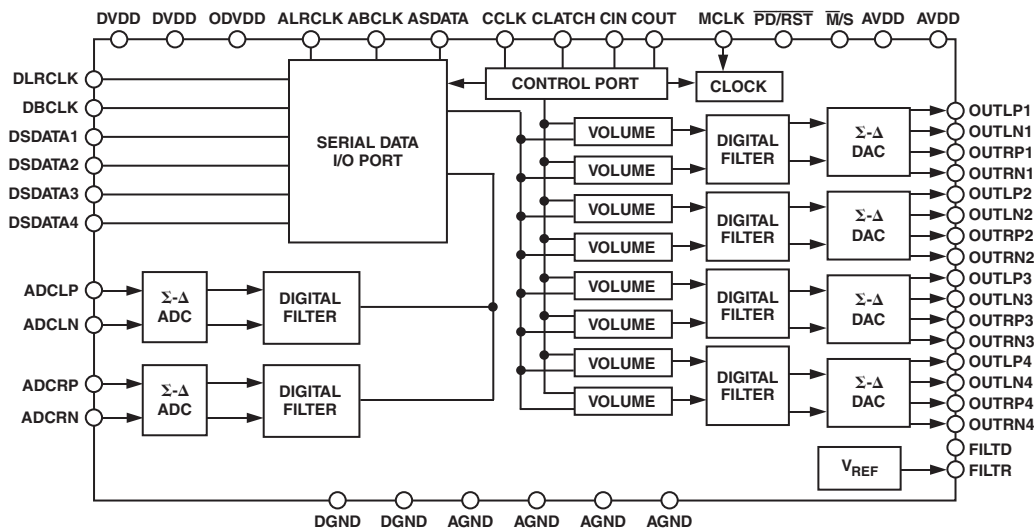 DVDD DVDD ODVDD ALRCLK ABCLK ASDATA CCLK CLATCH CIN COUT MCLK PD/RST M/S AVDD AVDD
DLRCLK
DBCLK
DSDATA1
DSDATA2
DSDATA3
DSDATA4
ADCLP
ADCLN
ADCRP
ADCRN
SERIAL DATA
I/O PORT
CONTROL PORT
CLOCK
Σ-Δ
ADC
DIGITAL
FILTER
Σ-Δ
ADC
DIGITAL
FILTER
VOLUME
VOLUME
VOLUME
VOLUME
VOLUME
VOLUME
VOLUME
VOLUME
DIGITAL
FILTER
DIGITAL
FILTER
DIGITAL
FILTER
DIGITAL
FILTER
Σ-Δ
DAC
Σ-Δ
DAC
Σ-Δ
DAC
Σ-Δ
DAC
VREF
OUTLP1
OUTLN1
OUTRP1
OUTRN1
OUTLP2
OUTLN2
OUTRP2
OUTRN2
OUTLP3
OUTLN3
OUTRP3
OUTRN3
OUTLP4
OUTLN4
OUTRP4
OUTRN4
FILTD
FILTR
DGND DGND AGND AGND AGND AGND